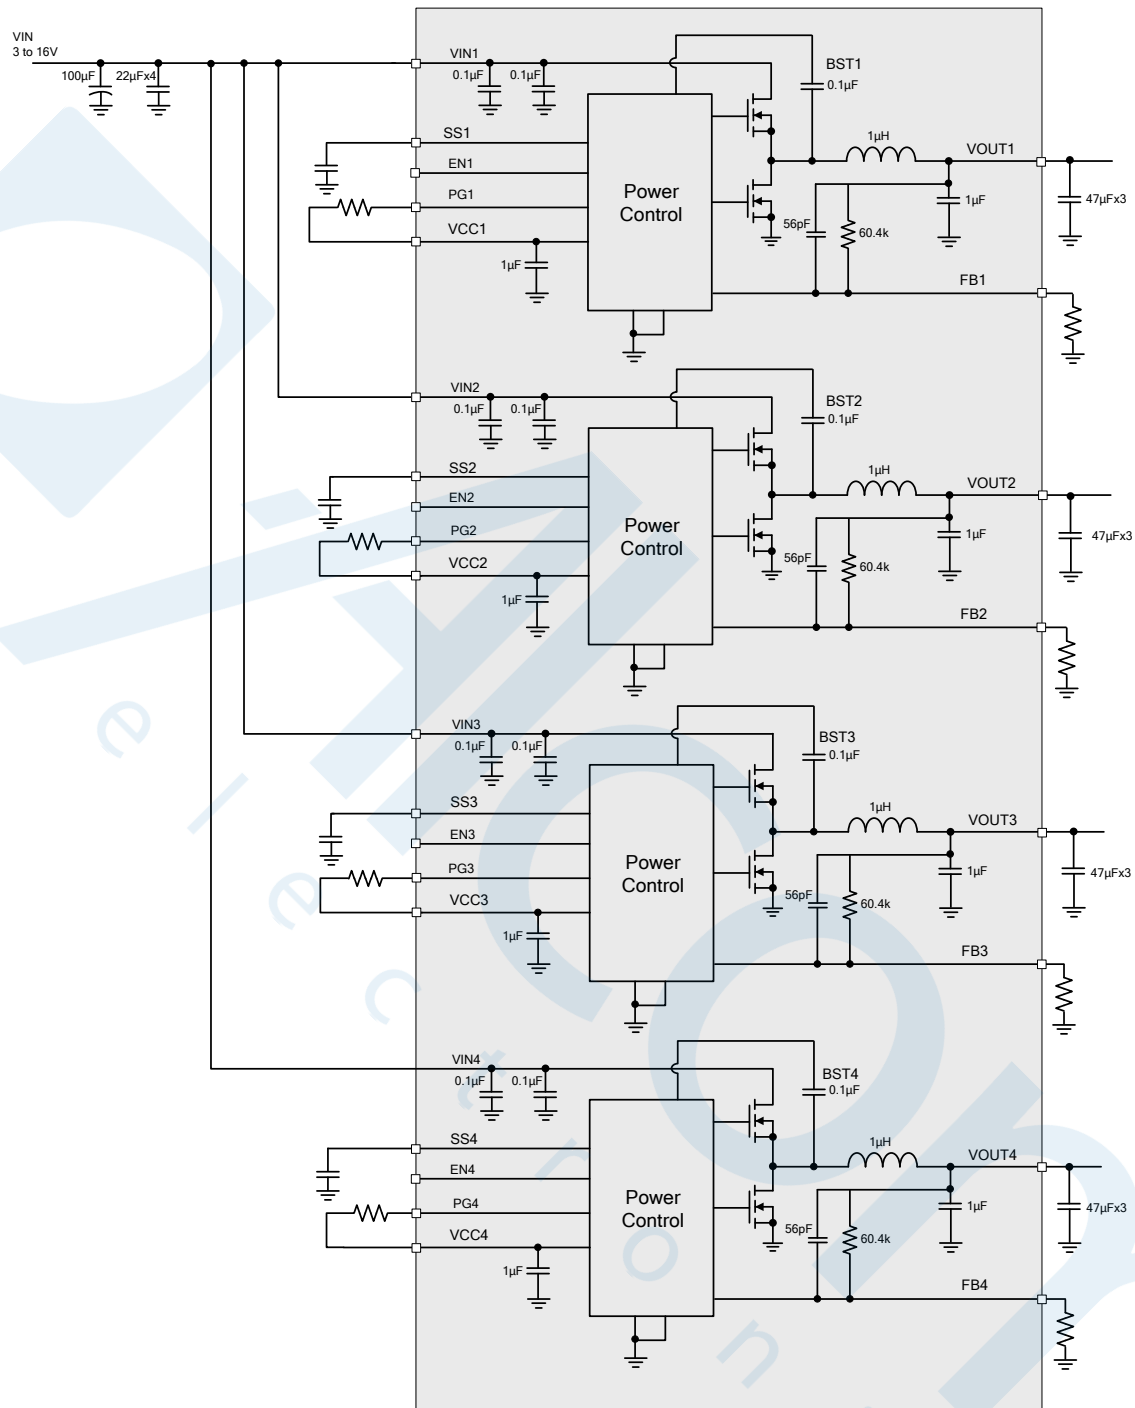 VIN
3 to 16V
100µF
22µFx4
VIN1
0.1µF
0.1µF
BST1
0.1µF
SS1
EN1
PG1
VCC1
1µF
Power
Control
1µH
VOUT1
56pF
60.4k
1µF
47µFx3
FB1
VIN2
0.1µF
0.1µF
BST2
0.1µF
SS2
EN2
PG2
VCC2
1µF
Power
Control
1µH
VOUT2
56pF
60.4k
1µF
47µFx3
FB2
VIN3
0.1µF
0.1µF
BST3
0.1µF
SS3
EN3
PG3
VCC3
1µF
Power
Control
1µH
VOUT3
56pF
60.4k
1µF
47µFx3
FB3
VIN4
0.1µF
0.1µF
BST4
0.1µF
SS4
EN4
PG4
VCC4
1µF
Power
Control
1µH
VOUT4
56pF
60.4k
1µF
47µFx3
FB4